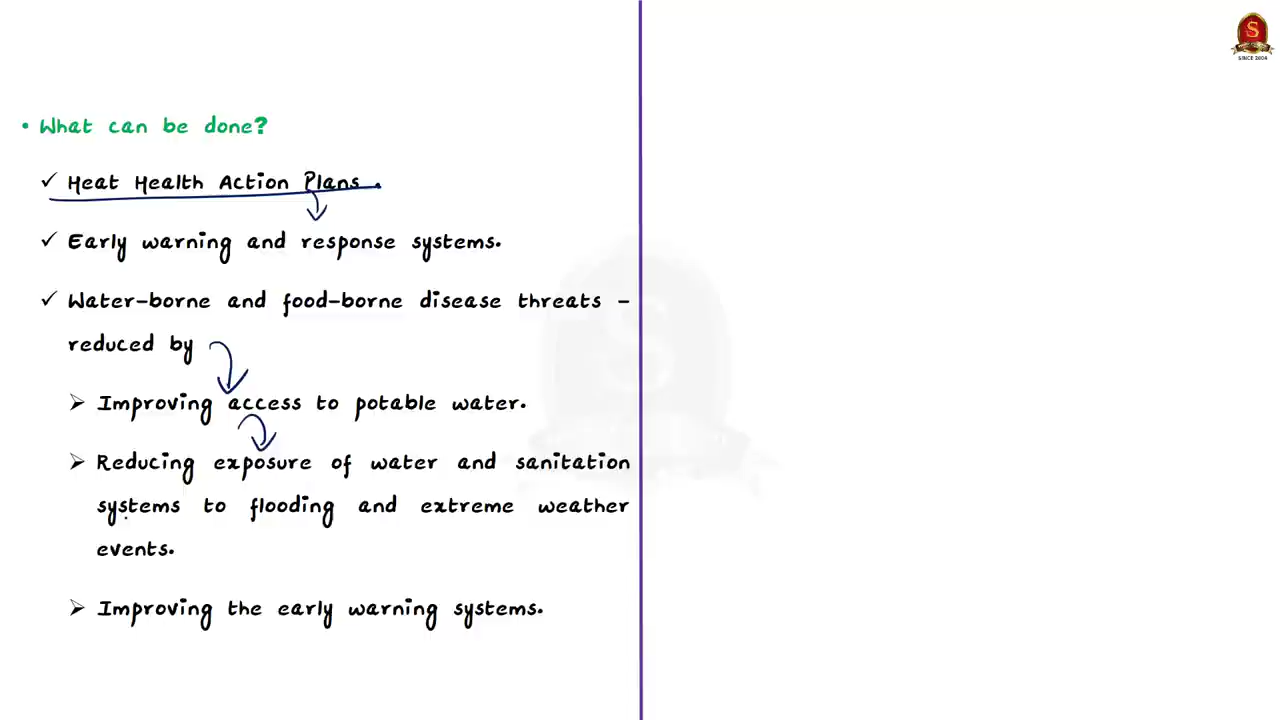 • What can be done?
✓ Heat Health Action Plans.
✓ Early warning and response systems.
✓ Water-borne and food-borne disease threats -
reduced by
➢ Improving access to potable water.
➢ Reducing exposure of water and sanitation
systems to flooding and extreme weather
events.
➢ Improving the early warning systems.
S
SINCE 2004